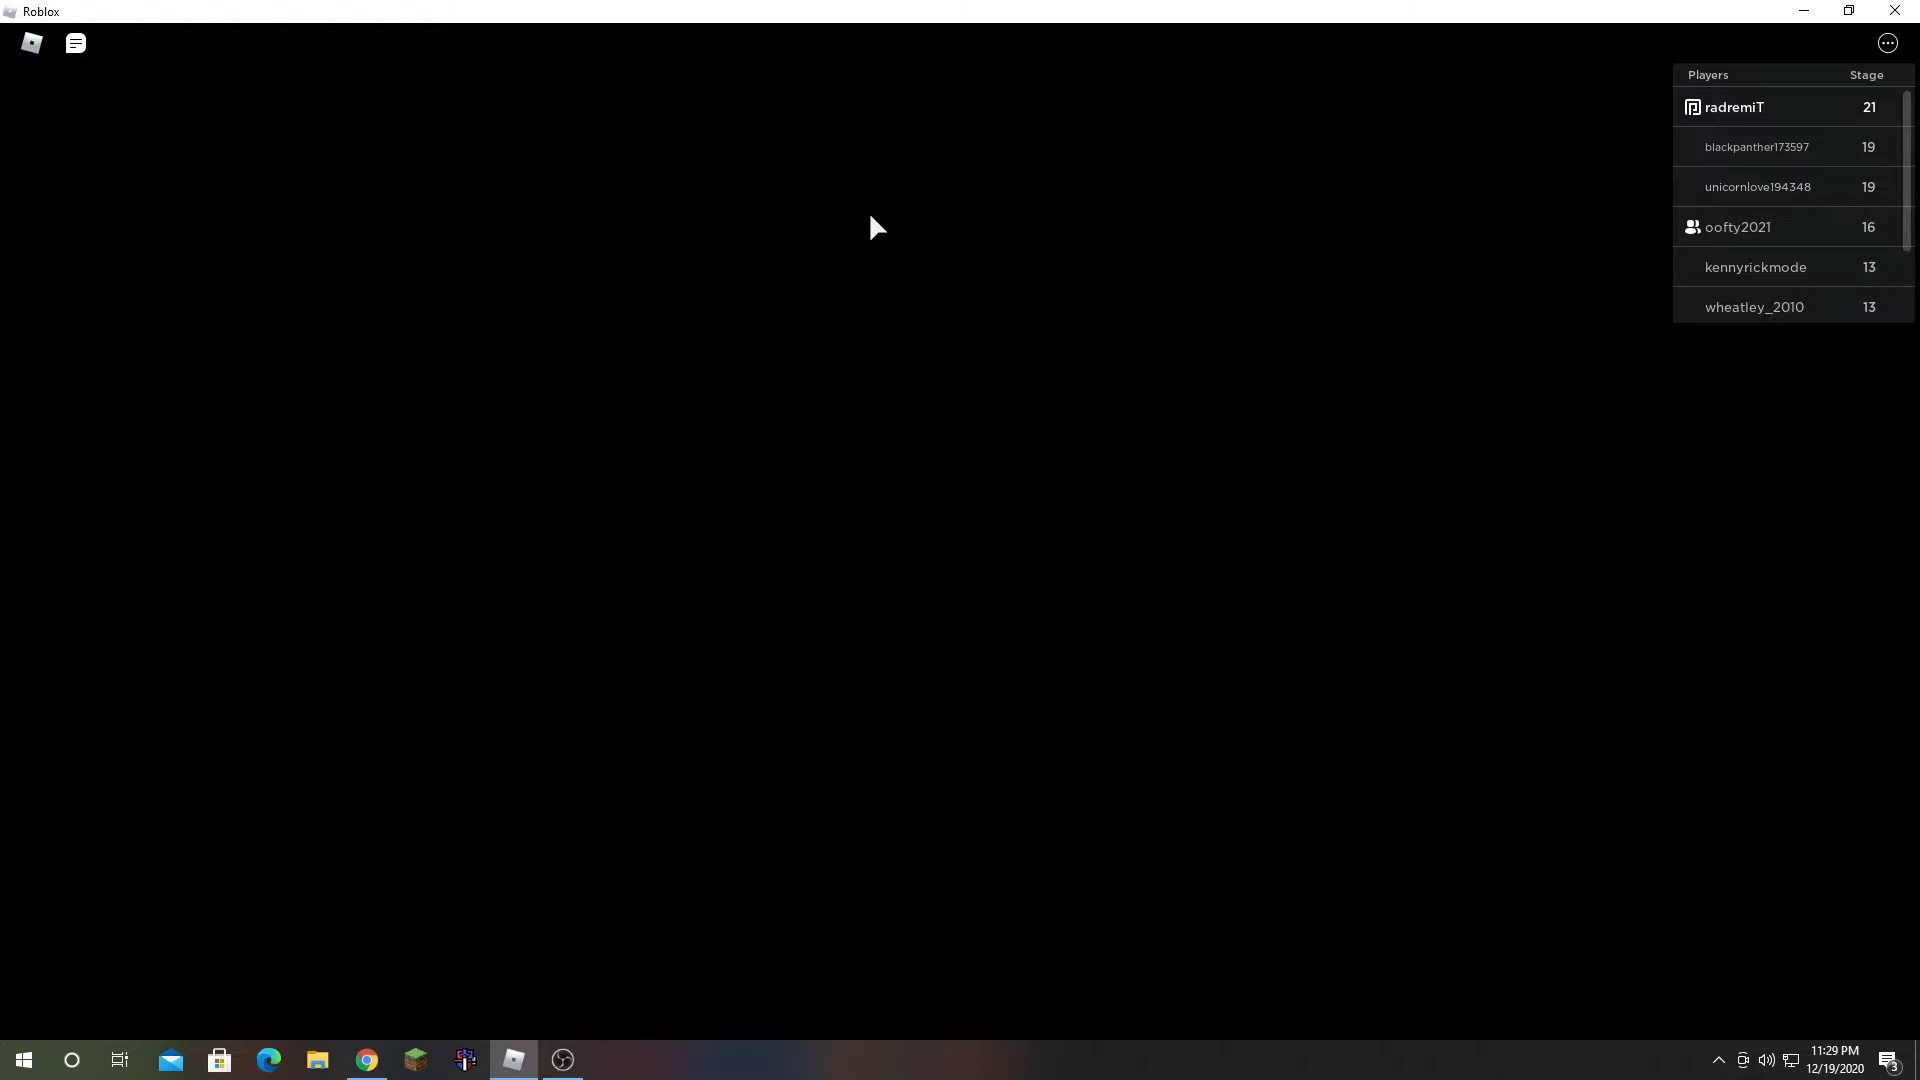 Roblox
Players Stage
radremiT 21
blackpanther173597 19
unicornlove194348 19
oofty2021 16
kennyrickmode 13
wheatley_2010 13
11:29 PM
12/19/2020
3